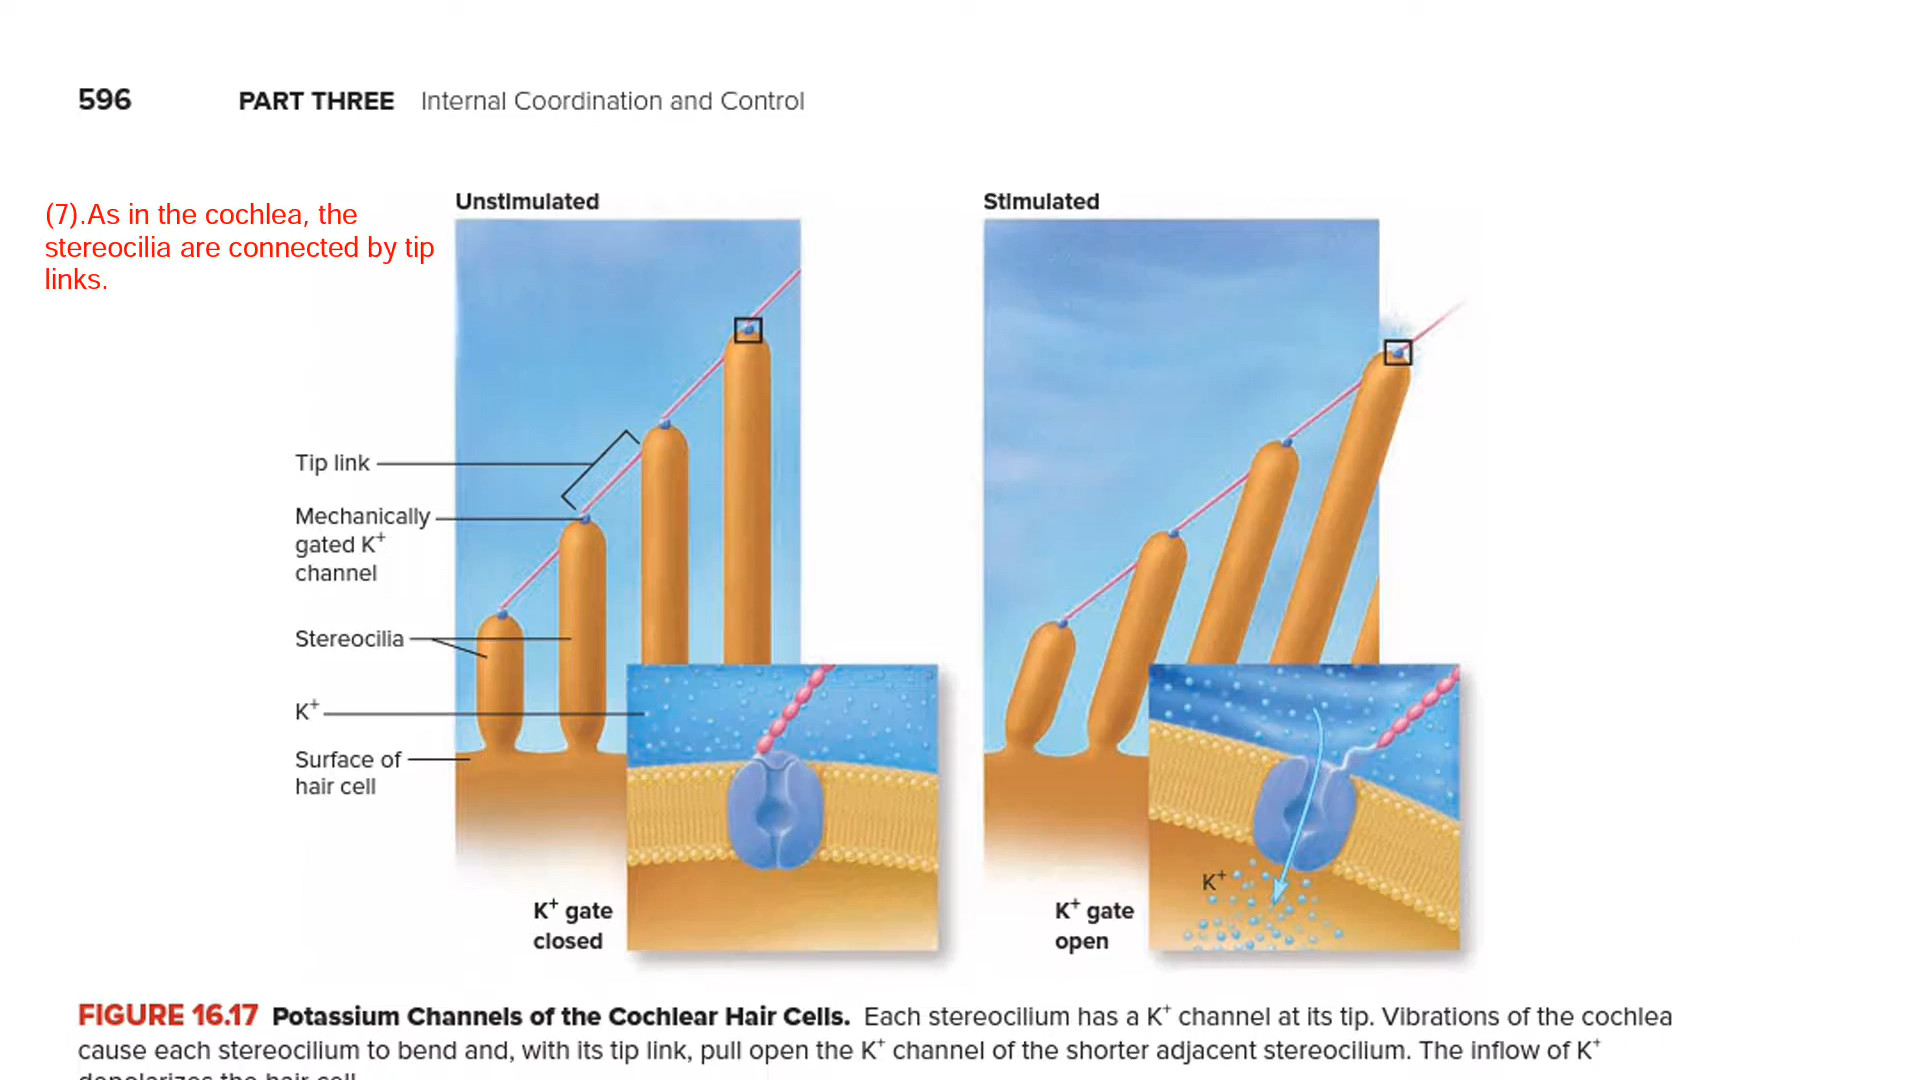 596 PART THREE Internal Coordination and Control
(7).As in the cochlea, the
stereocilia are connected by tip
links.
Unstimulated
Stimulated
Tip link
Mechanically
gated K⁺
channel
Stereocilia
K⁺
Surface of
hair cell
K⁺ gate
closed
K⁺
K⁺ gate
open
FIGURE 16.17 Potassium Channels of the Cochlear Hair Cells. Each stereocilium has a K⁺ channel at its tip. Vibrations of the cochlea
cause each stereocilium to bend and, with its tip link, pull open the K⁺ channel of the shorter adjacent stereocilium. The inflow of K⁺
depolarizes the hair cell.